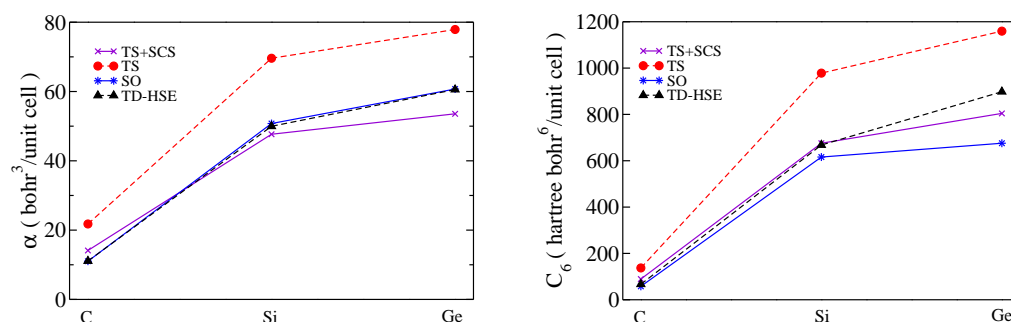 80
60
40
20
0
α ( bohr³/unit cell)
TS+SCS
TS
SO
TD-HSE
C
Si
Ge
1200
1000
800
600
400
200
0
C₆ ( hartree bohr⁶/unit cell)
TS+SCS
TS
SO
TD-HSE
C
Si
Ge